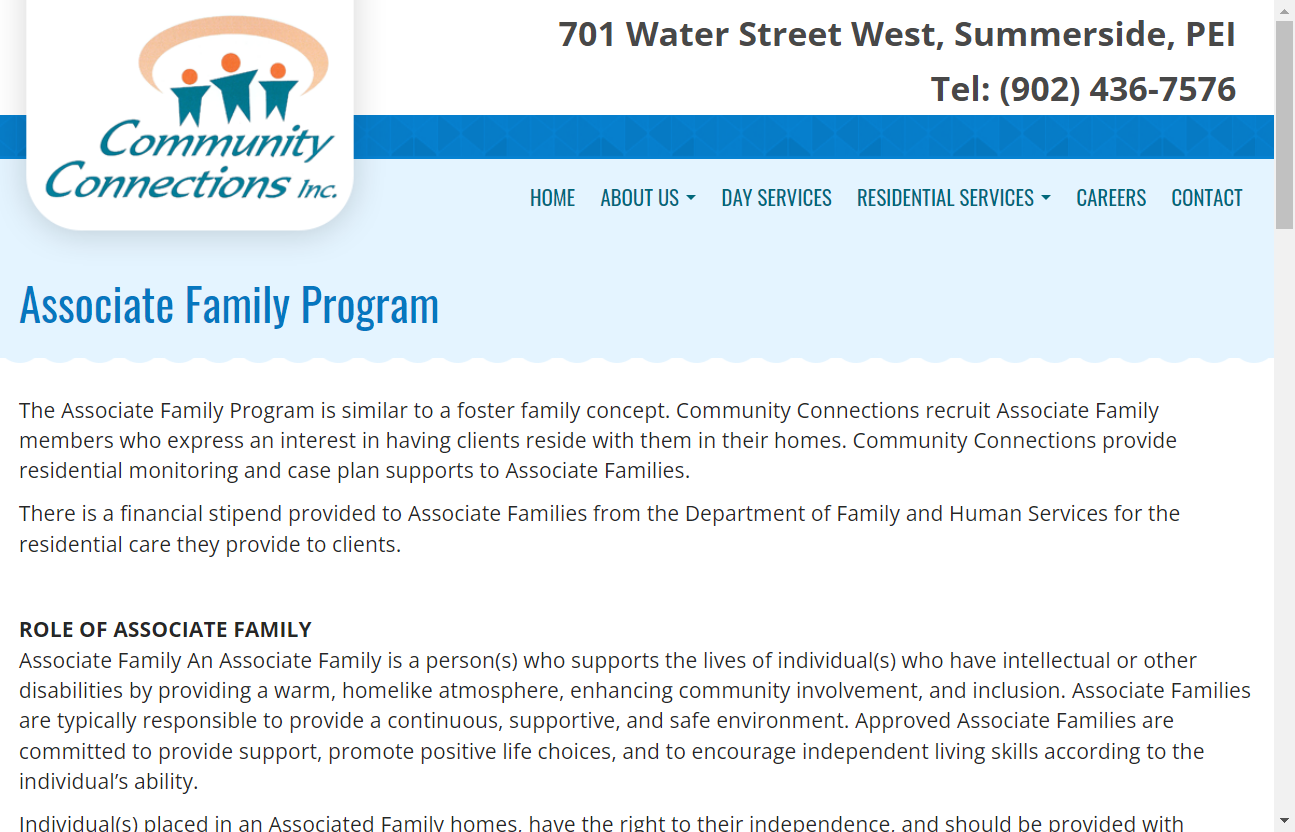 701 Water Street West, Summerside, PEI
Tel: (902) 436-7576
Community
Connections Inc.
HOME ABOUT US DAY SERVICES RESIDENTIAL SERVICES CAREERS CONTACT
Associate Family Program
The Associate Family Program is similar to a foster family concept. Community Connections recruit Associate Family
members who express an interest in having clients reside with them in their homes. Community Connections provide
residential monitoring and case plan supports to Associate Families.
There is a financial stipend provided to Associate Families from the Department of Family and Human Services for the
residential care they provide to clients.
ROLE OF ASSOCIATE FAMILY
Associate Family An Associate Family is a person(s) who supports the lives of individual(s) who have intellectual or other
disabilities by providing a warm, homelike atmosphere, enhancing community involvement, and inclusion. Associate Families
are typically responsible to provide a continuous, supportive, and safe environment. Approved Associate Families are
committed to provide support, promote positive life choices, and to encourage independent living skills according to the
individual’s ability.
Individual(s) placed in an Associated Family homes, have the right to their independence, and should be provided with